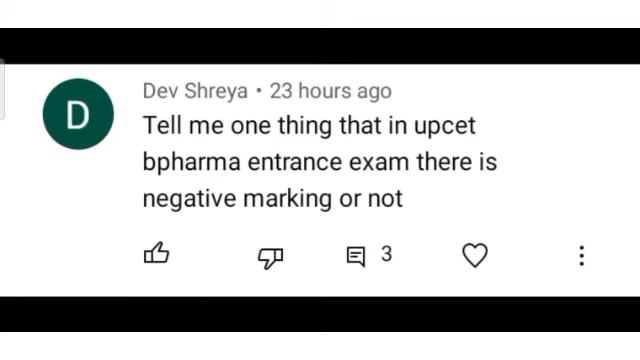 D
Dev Shreya • 23 hours ago
Tell me one thing that in upcet
bpharma entrance exam there is
negative marking or not
3